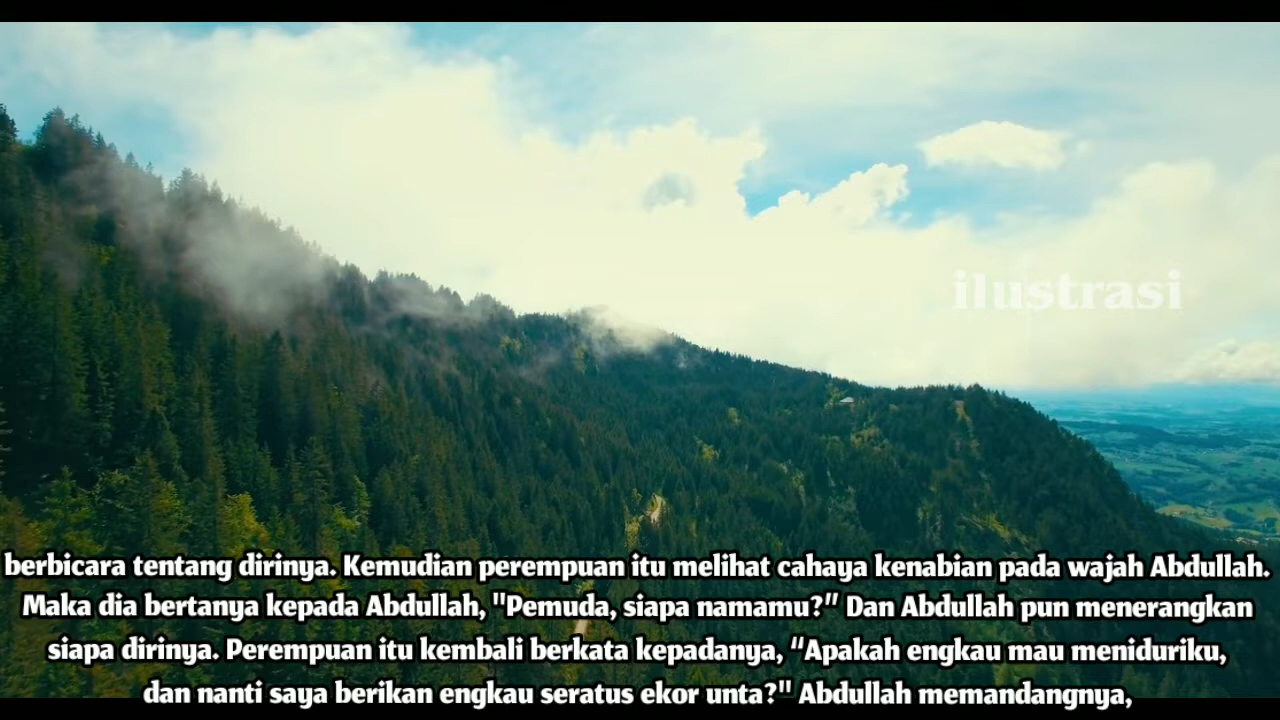 ilustrasi
berbicara tentang dirinya. Kemudian perempuan itu melihat cahaya kenabian pada wajah Abdullah.
Maka dia bertanya kepada Abdullah, "Pemuda, siapa namamu?” Dan Abdullah pun menerangkan
siapa dirinya. Perempuan itu kembali berkata kepadanya, “Apakah engkau mau meniduriku,
dan nanti saya berikan engkau seratus ekor unta?" Abdullah memandangnya,